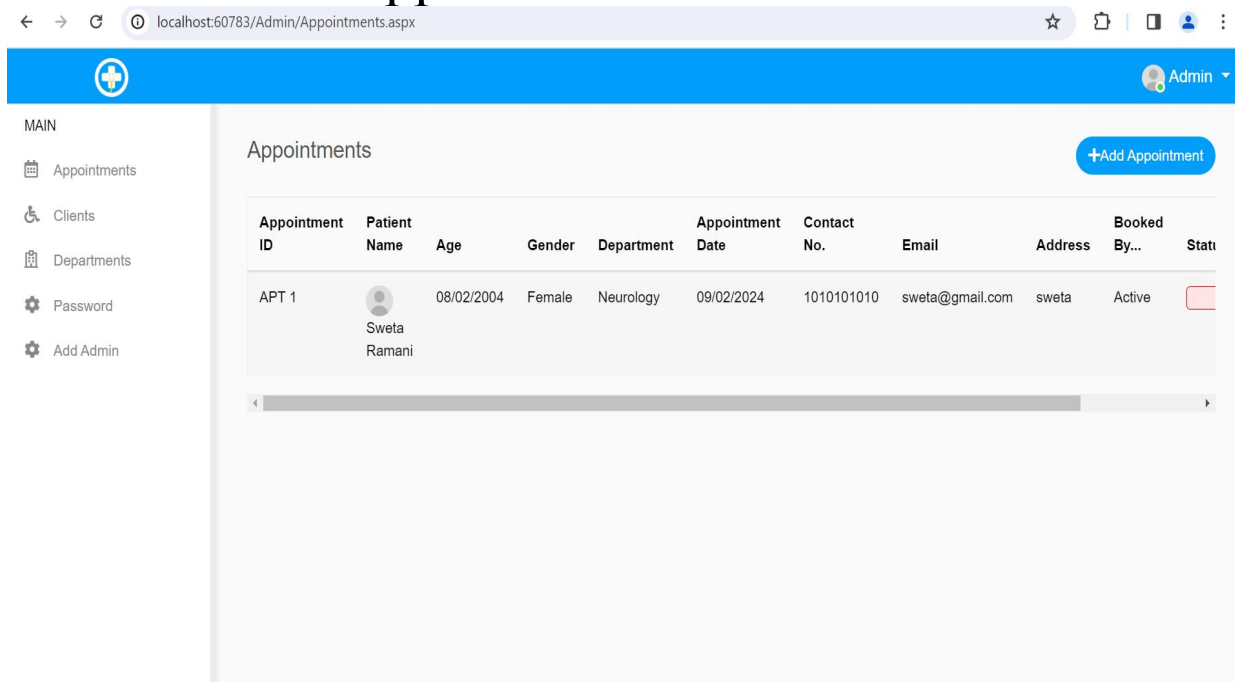 localhost:60783/Admin/Appointments.aspx
Admin
MAIN
Appointments
Clients
Departments
Password
Add Admin
Appointments
+Add Appointment
Appointment ID Patient Name Age Gender Department Appointment Date Contact No. Email Address Booked By...
APT 1 Sweta Ramani 08/02/2004 Female Neurology 09/02/2024 1010101010 sweta@gmail.com sweta Active